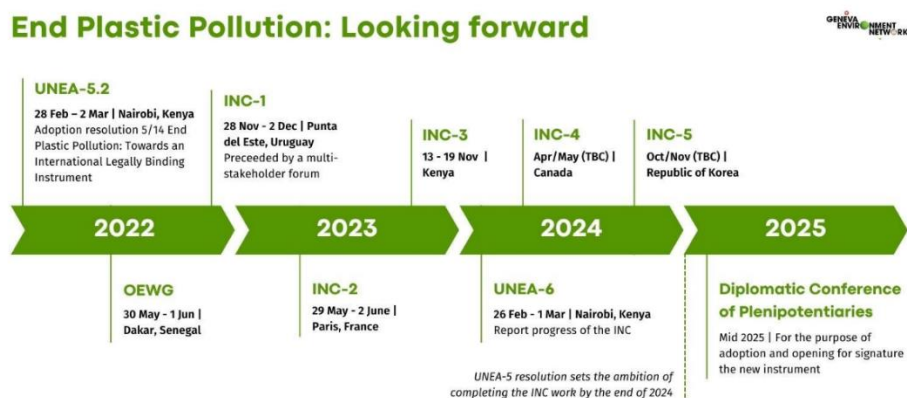 End Plastic Pollution: Looking forward
GENEVA
ENVIRONMENT
NETWORK
UNEA-5.2
28 Feb – 2 Mar | Nairobi, Kenya
Adoption resolution 5/14 End
Plastic Pollution: Towards an
International Legally Binding
Instrument
INC-1
28 Nov - 2 Dec | Punta
del Este, Uruguay
Preceeded by a multi-
stakeholder forum
INC-3
13 - 19 Nov |
Kenya
INC-4
Apr/May (TBC) |
Canada
INC-5
Oct/Nov (TBC) |
Republic of Korea
2022
2023
2024
2025
OEWG
30 May - 1 Jun |
Dakar, Senegal
INC-2
29 May - 2 June |
Paris, France
UNEA-6
26 Feb - 1 Mar | Nairobi, Kenya
Report progress of the INC
Diplomatic Conference
of Plenipotentiaries
Mid 2025 | For the purpose of
adoption and opening for signature
the new instrument
UNEA-5 resolution sets the ambition of
completing the INC work by the end of 2024